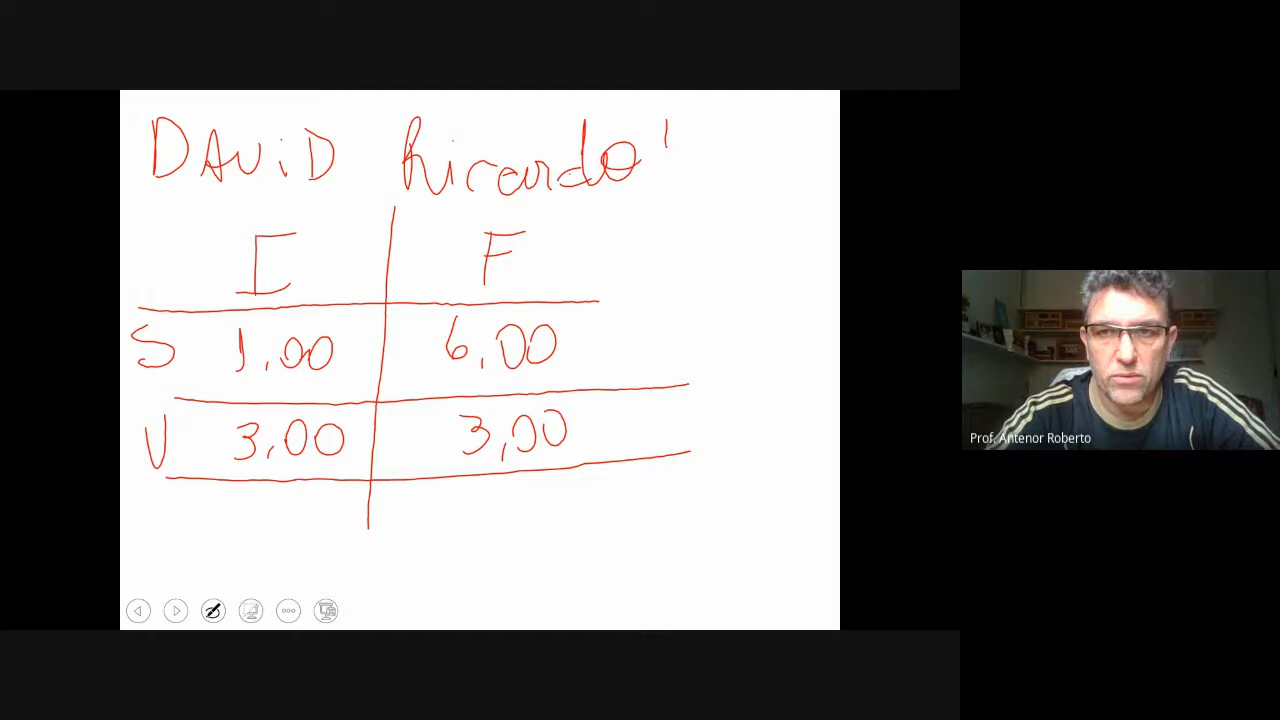 DAViD Ricardo
I F
S 1,00 6,00
V 3,00 3,00
Prof. Antenor Roberto